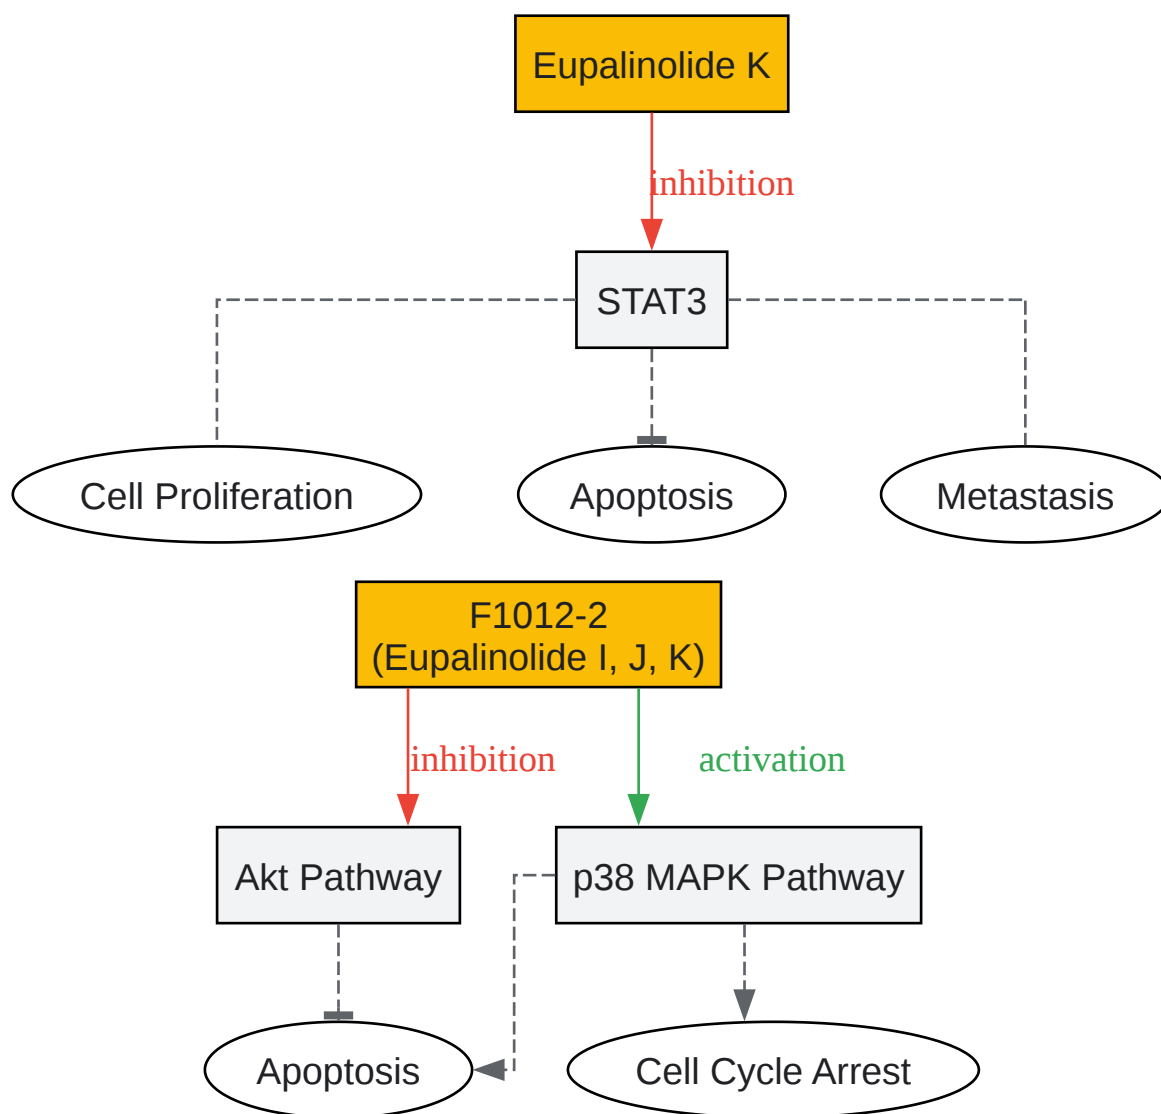 Eupalinolide K
inhibition
STAT3
Cell Proliferation
Apoptosis
Metastasis
F1012-2
(Eupalinolide I, J, K)
inhibition
activation
Akt Pathway
p38 MAPK Pathway
Apoptosis
Cell Cycle Arrest